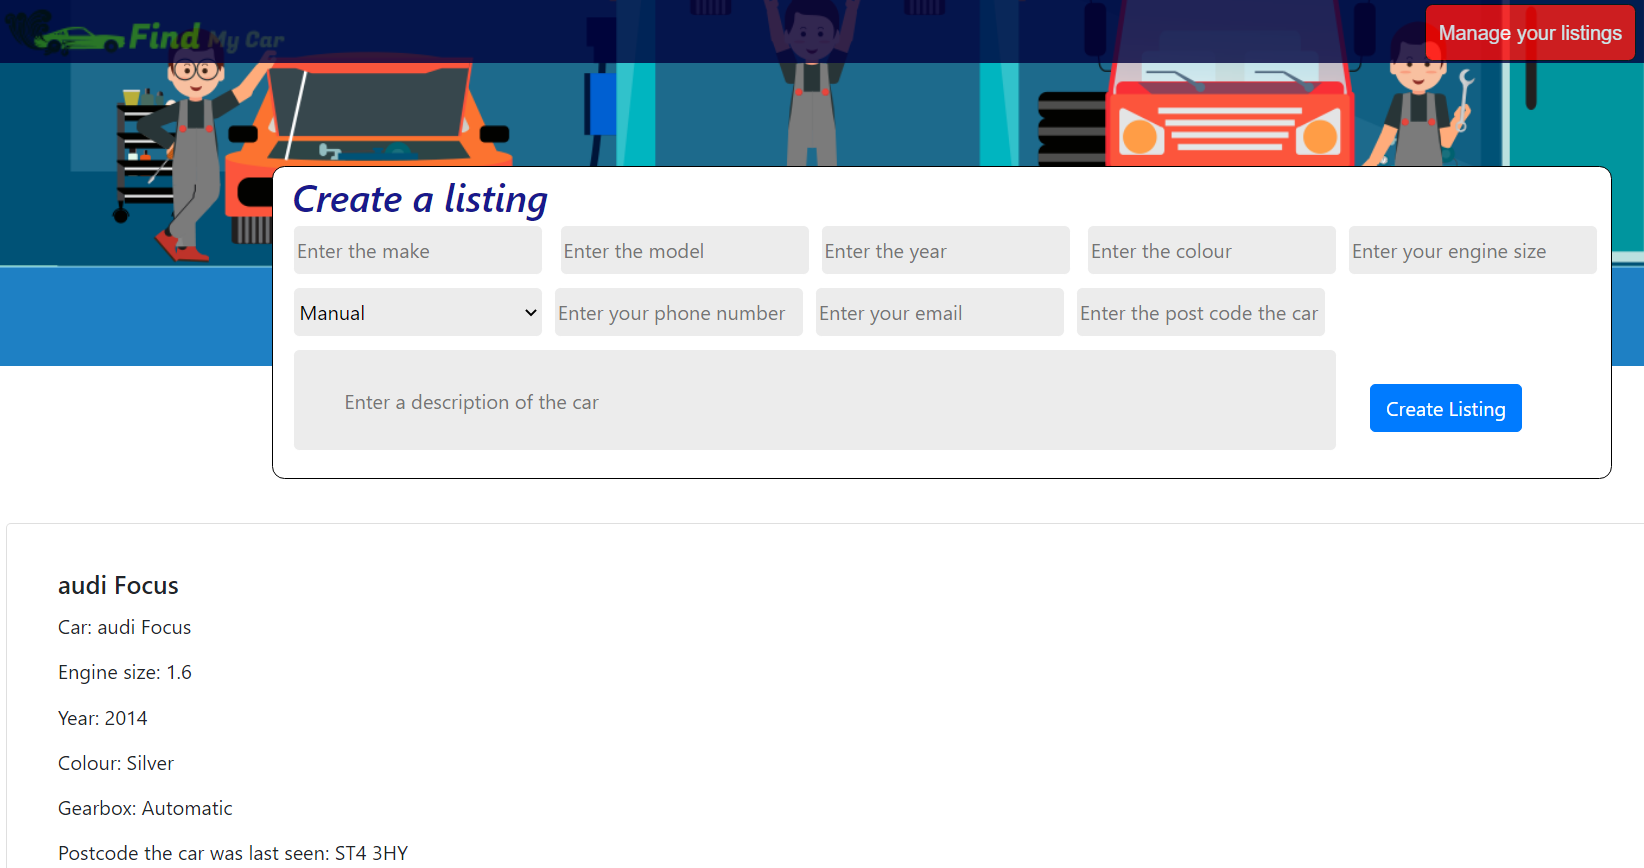 Find My Car
Manage your listings
Create a listing
Enter the make Enter the model Enter the year Enter the colour Enter your engine size
Manual Enter your phone number Enter your email Enter the post code the car
Enter a description of the car
Create Listing
audi Focus
Car: audi Focus
Engine size: 1.6
Year: 2014
Colour: Silver
Gearbox: Automatic
Postcode the car was last seen: ST4 3HY